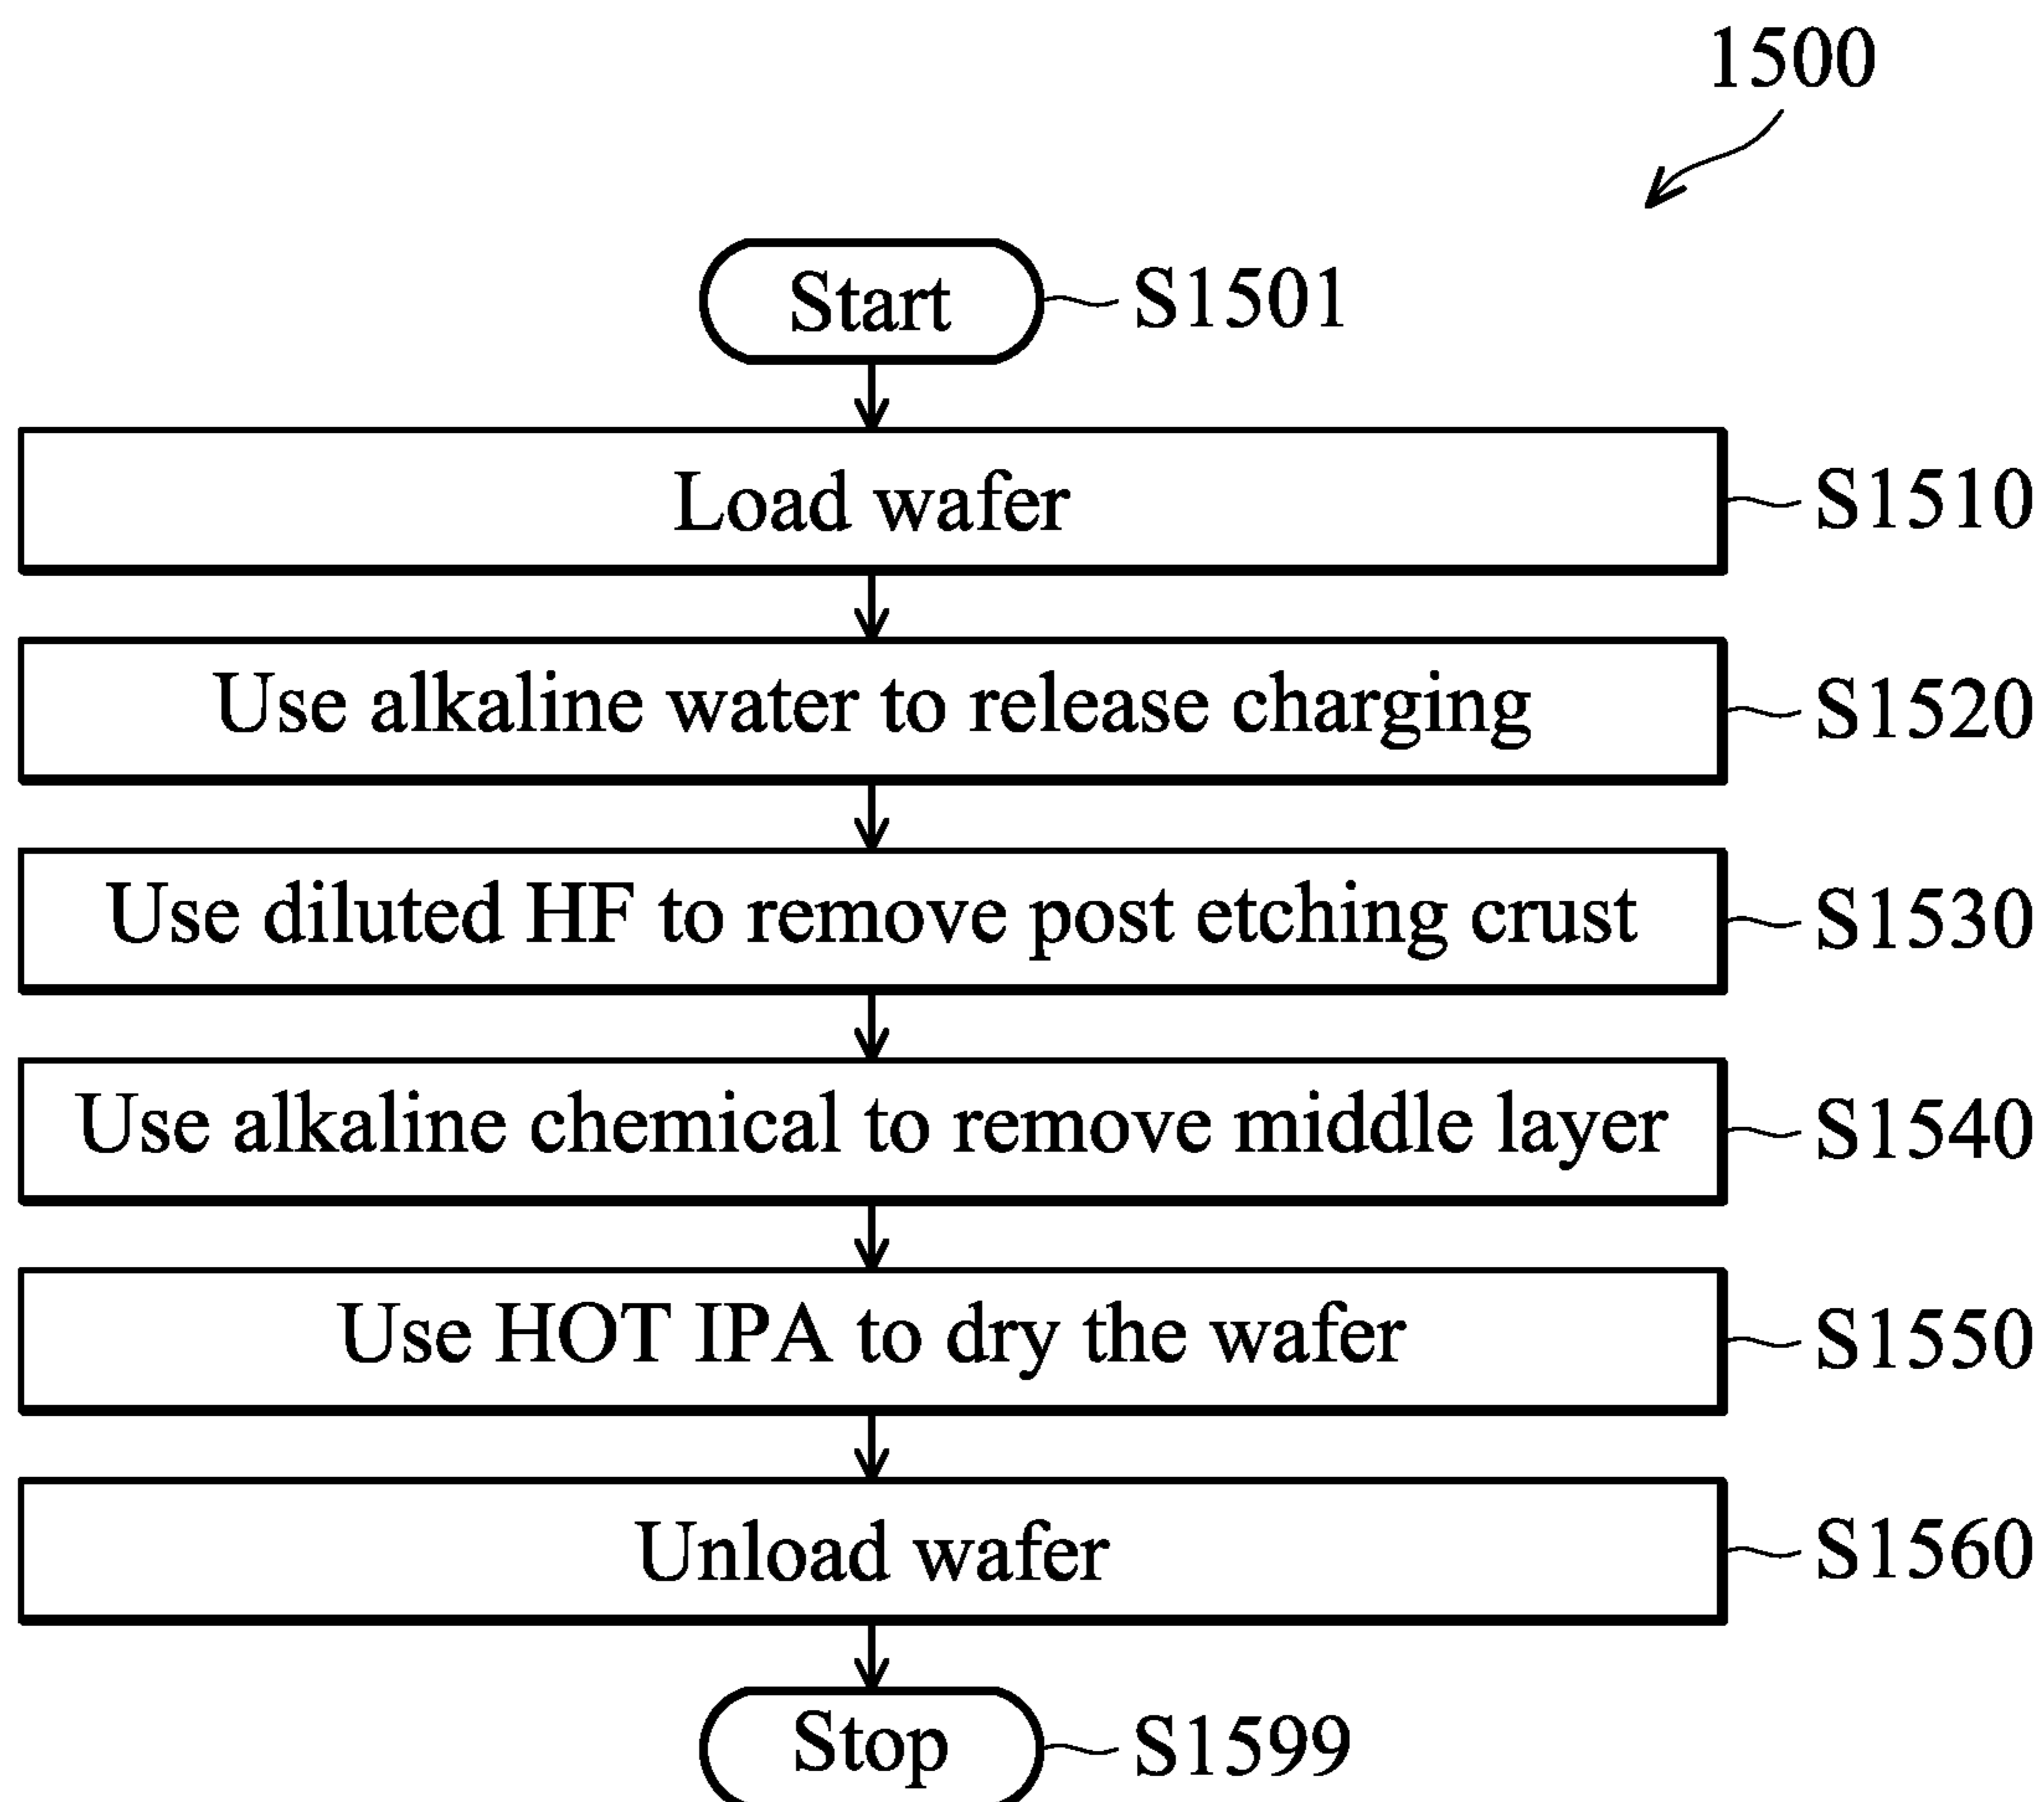 1500
Start S1501
Load wafer S1510
Use alkaline water to release charging S1520
Use diluted HF to remove post etching crust S1530
Use alkaline chemical to remove middle layer S1540
Use HOT IPA to dry the wafer S1550
Unload wafer S1560
Stop S1599